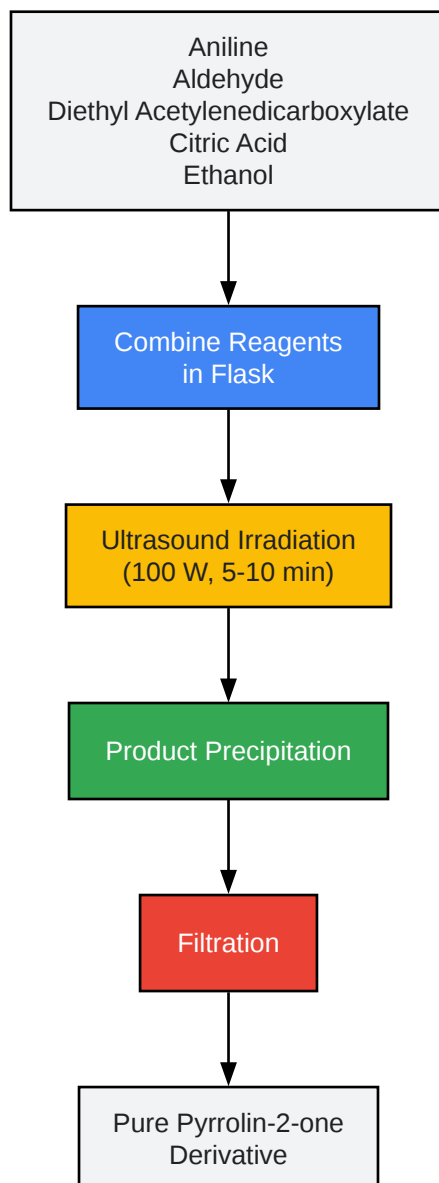 Aniline
Aldehyde
Diethyl Acetylenedicarboxylate
Citric Acid
Ethanol
Combine Reagents
in Flask
Ultrasound Irradiation
(100 W, 5-10 min)
Product Precipitation
Filtration
Pure Pyrrolin-2-one
Derivative